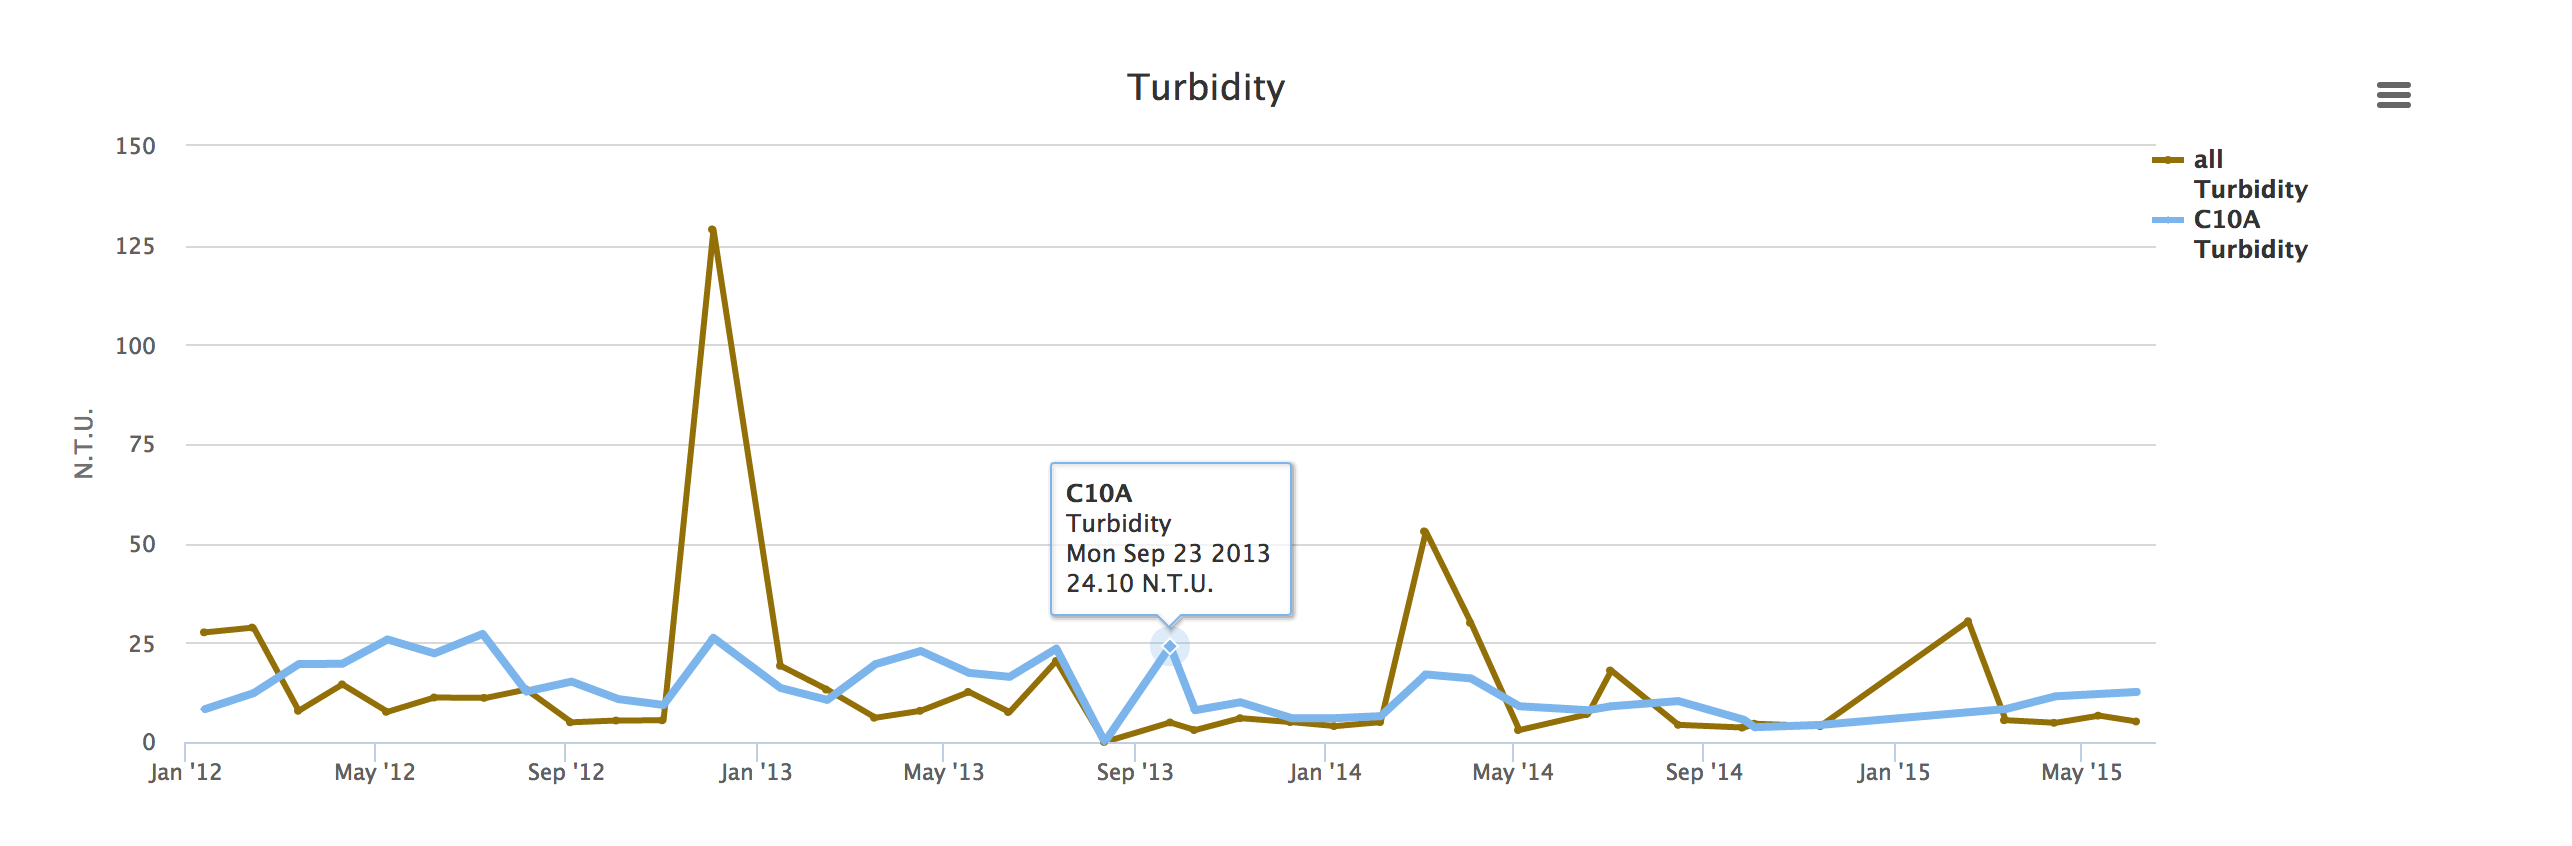 Turbidity
150
125
100
75
50
25
0
N.T.U.
all
Turbidity
C10A
Turbidity
C10A
Turbidity
Mon Sep 23 2013
24.10 N.T.U.
Jan '12
May '12
Sep '12
Jan '13
May '13
Sep '13
Jan '14
May '14
Sep '14
Jan '15
May '15